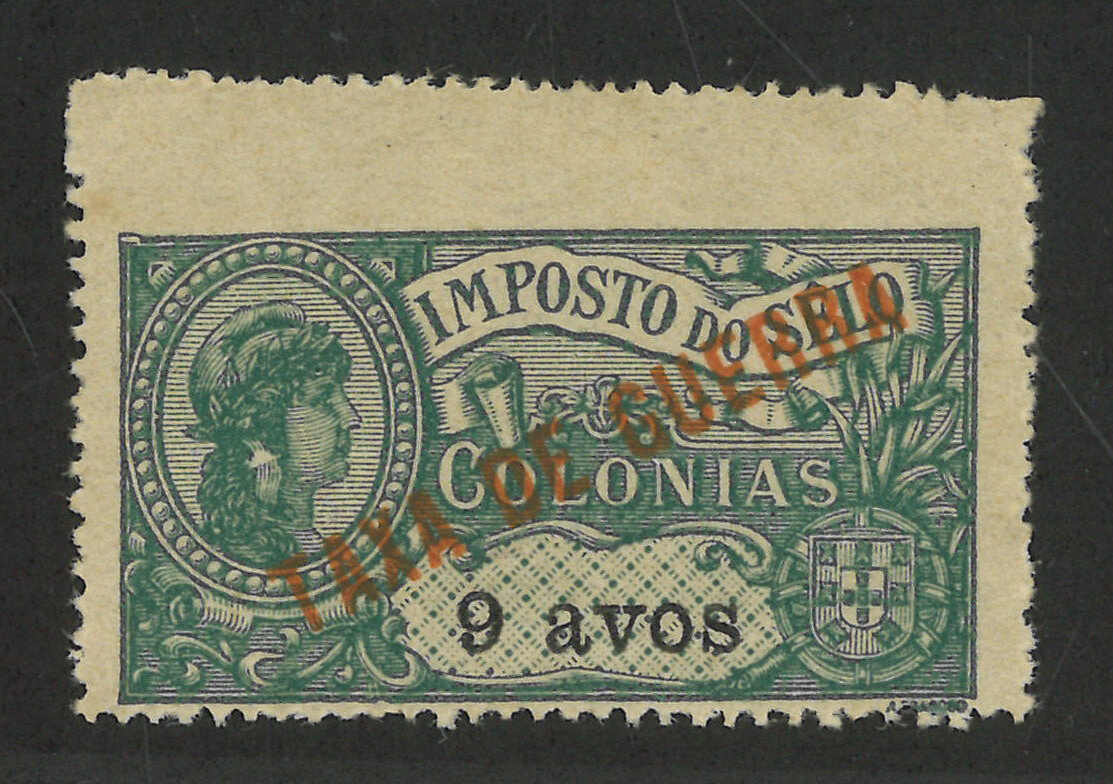 IMPOSTO DO SÊLO
TAXA DE GUERRA
COLONIAS
9 avos